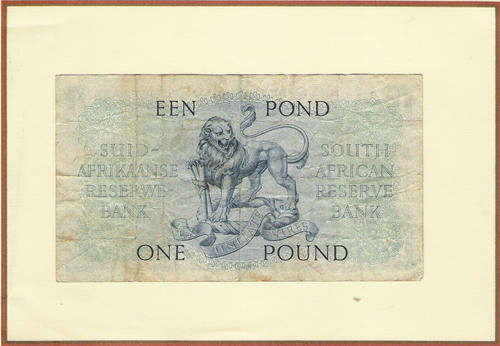 EEN POND
SUID-
AFRIKAANSE
RESERWE
BANK
SOUTH
AFRICAN
RESERVE
BANK
ONE POUND